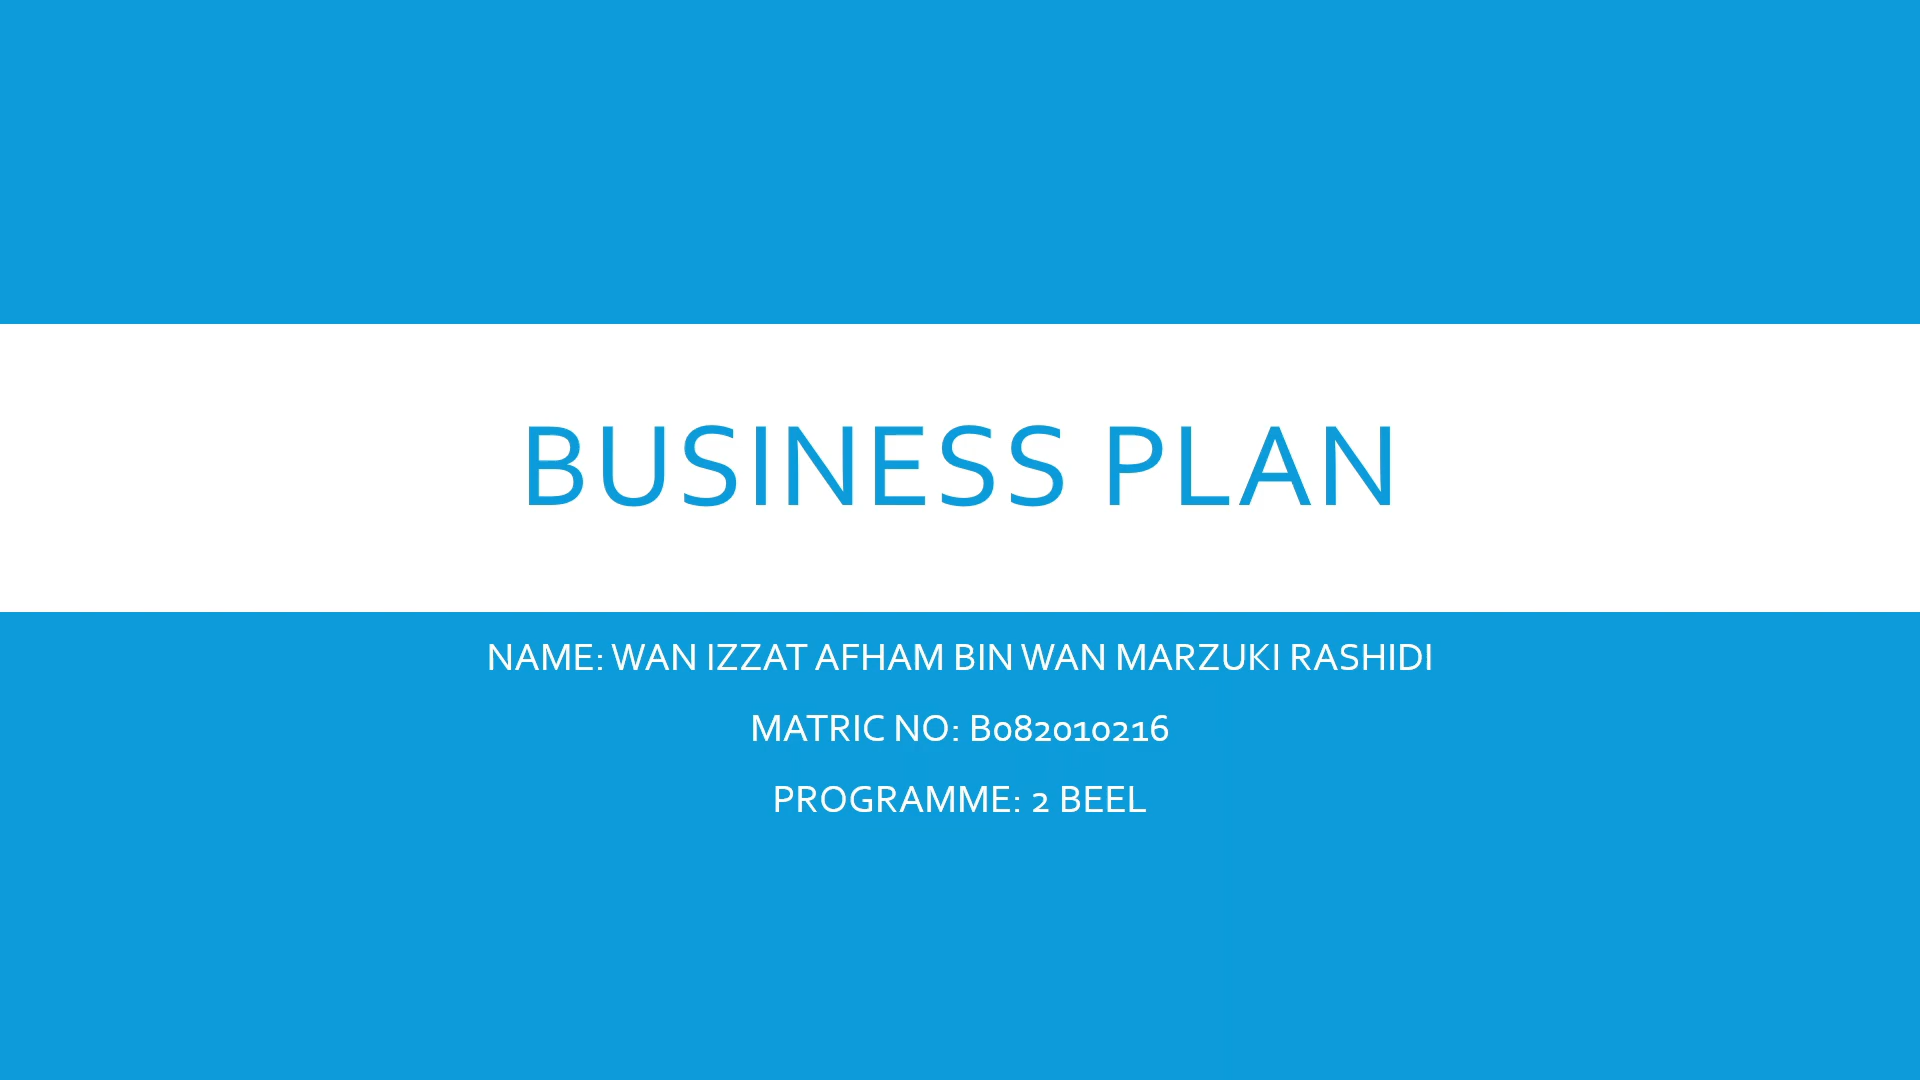 BUSINESS PLAN
NAME: WAN IZZAT AFHAM BIN WAN MARZUKI RASHIDI
MATRIC NO: B082010216
PROGRAMME: 2 BEEL